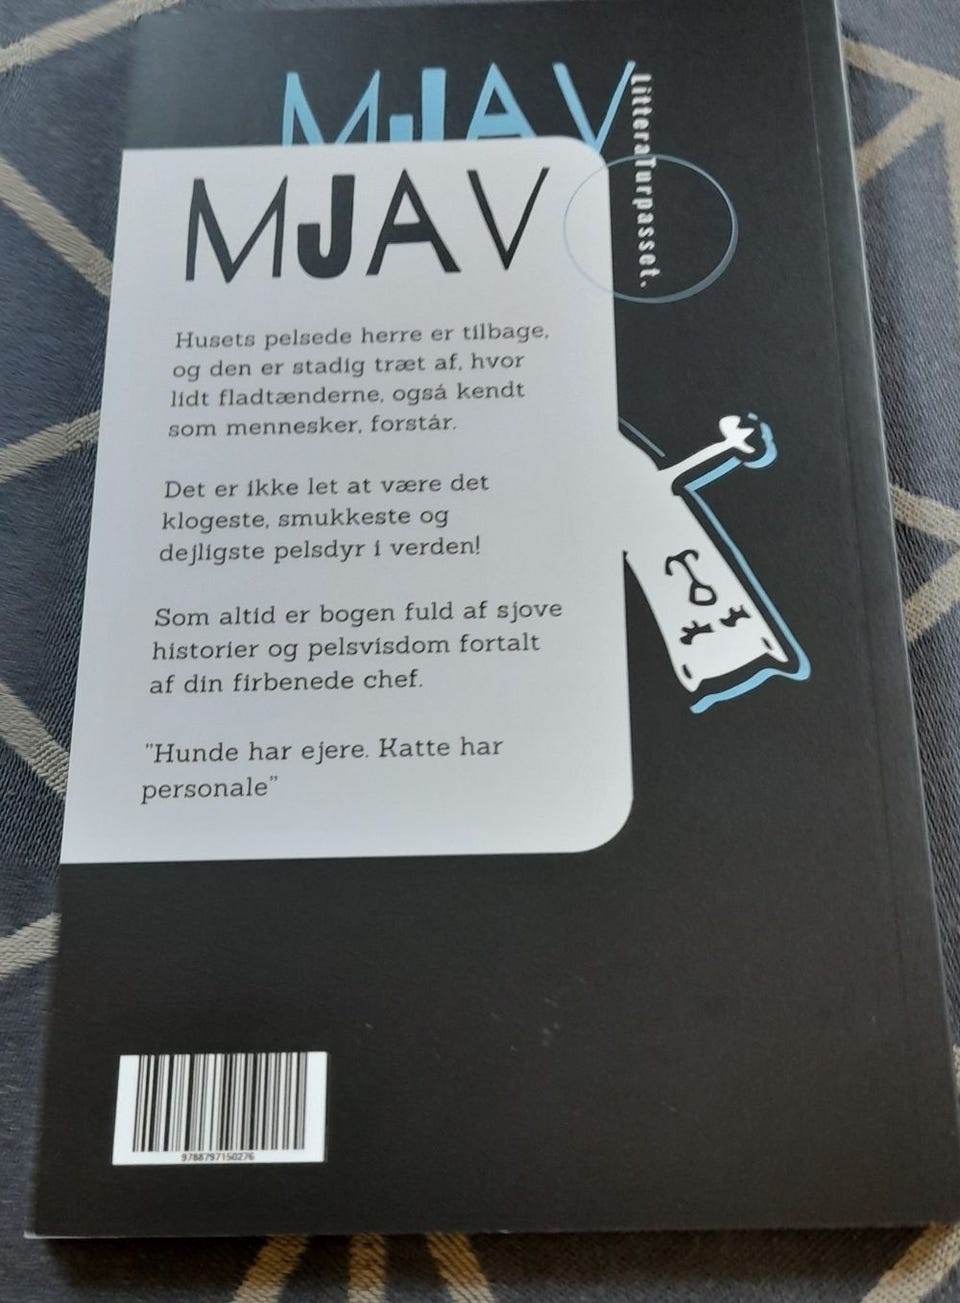 MJAV
LitteraTurpasset.
MJAV
Husets pelsede herre er tilbage,
og den er stadig træt af, hvor
lidt fladtænderne, også kendt
som mennesker, forstår.
Det er ikke let at være det
klogeste, smukkeste og
dejligste pelsdyr i verden!
Som altid er bogen fuld af sjove
historier og pelsvisdom fortalt
af din firbenede chef.
"Hunde har ejere. Katte har
personale"
9788797150276